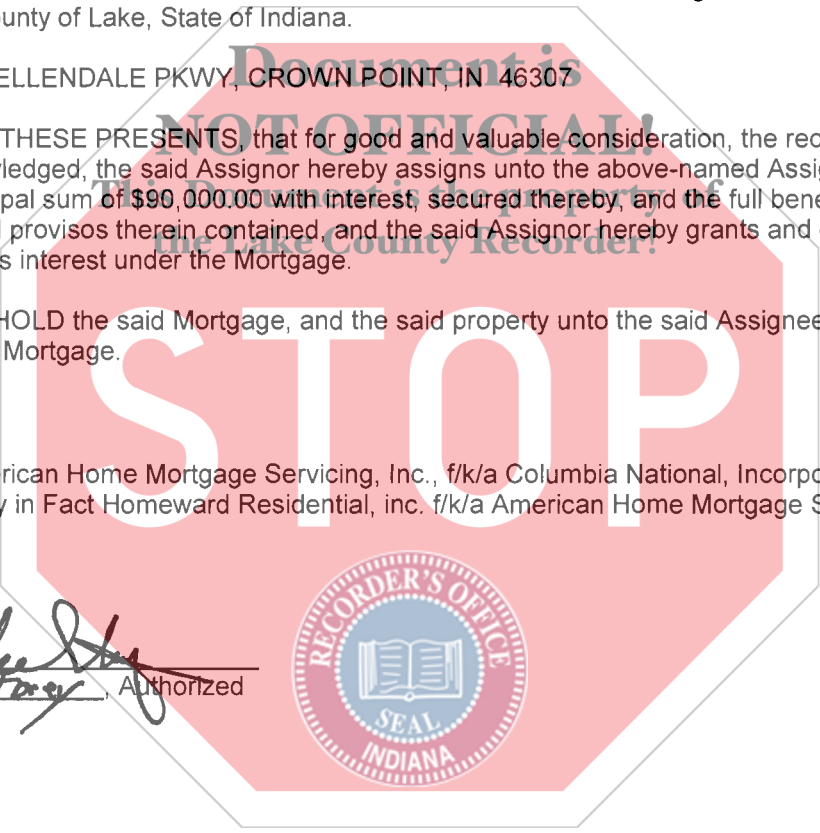 ounty of Lake, State of Indiana.
Document is
ELLENDALE PKWY, CROWN POINT, IN 46307
NOT OFFICIAL!
THESE PRESENTS, that for good and valuable consideration, the rec
ledged, the said Assignor hereby assigns unto the above-named Assig
This Document is the property of
pal sum of $90,000.00 with interest, secured thereby, and the full bene
provisos therein contained, and the said Assignor hereby grants and
the Lake County Recorder!
s interest under the Mortgage.
HOLD the said Mortgage, and the said property unto the said Assignee
Mortgage.
STOP
rican Home Mortgage Servicing, Inc., f/k/a Columbia National, Incorpo
y in Fact Homeward Residential, inc. f/k/a American Home Mortgage S
RECORDER'S OFFICE
SEAL
INDIANA
, Authorized